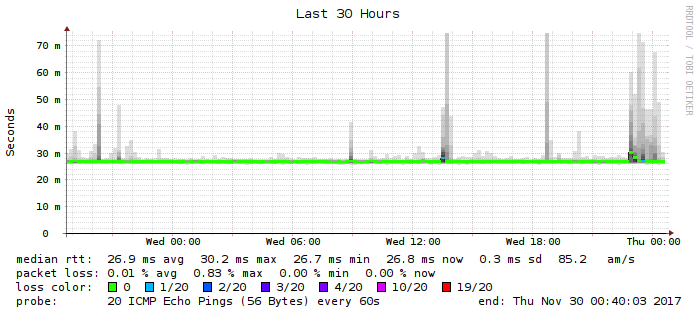 Last 30 Hours
RRDTOOL / TOBI OETIKER
Seconds
70 m
60 m
50 m
40 m
30 m
20 m
10 m
0
Wed 00:00 Wed 06:00 Wed 12:00 Wed 18:00 Thu 00:00
median rtt: 26.9 ms avg 30.2 ms max 26.7 ms min 26.8 ms now 0.3 ms sd 85.2 am/s
packet loss: 0.01 % avg 0.83 % max 0.00 % min 0.00 % now
loss color: 0 1/20 2/20 3/20 4/20 10/20 19/20
probe: 20 ICMP Echo Pings (56 Bytes) every 60s end: Thu Nov 30 00:40:03 2017